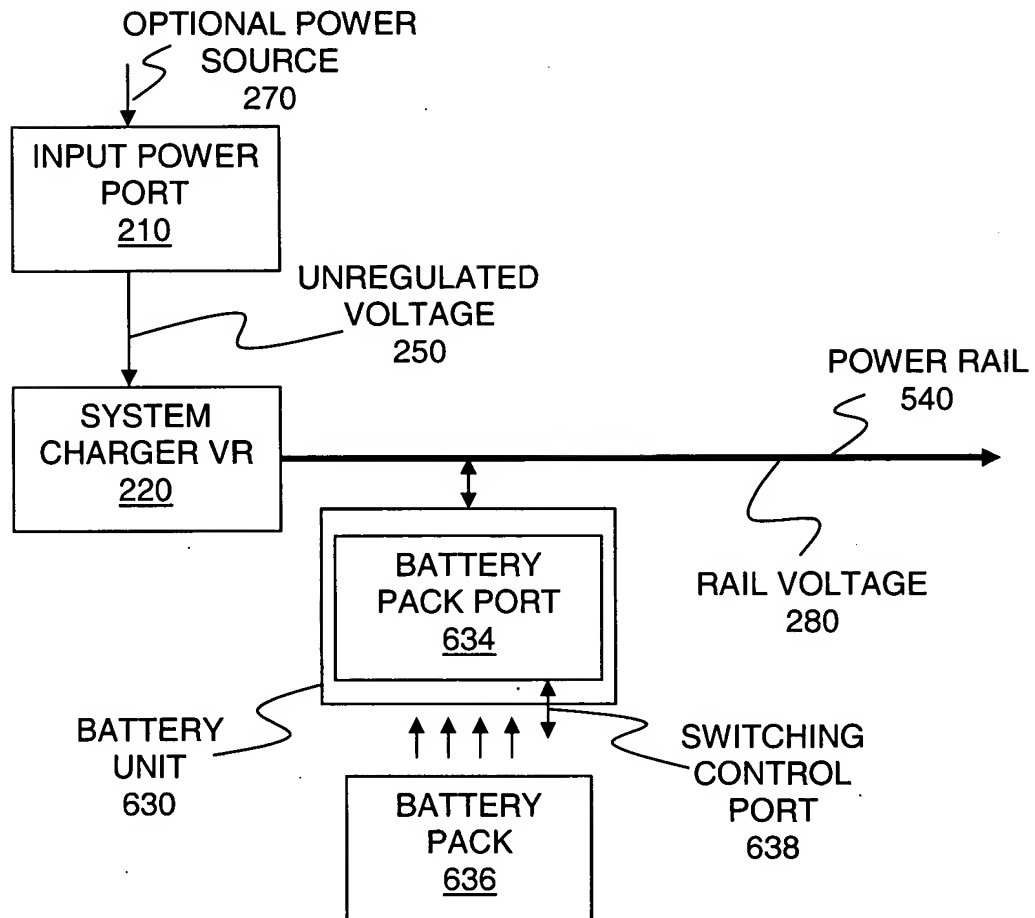 OPTIONAL POWER
SOURCE
270
INPUT POWER
PORT
210
UNREGULATED
VOLTAGE
250
POWER RAIL
540
SYSTEM
CHARGER VR
220
BATTERY
PACK PORT
634
RAIL VOLTAGE
280
BATTERY
UNIT
630
SWITCHING
CONTROL
PORT
638
BATTERY
PACK
636